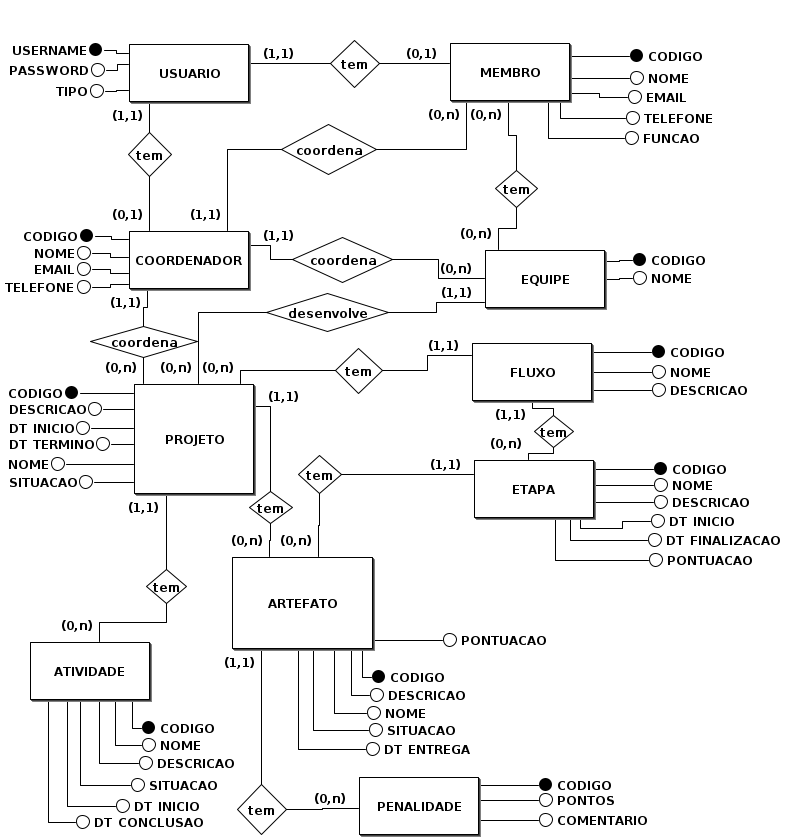 USERNAME
PASSWORD
TIPO
USUARIO
(1,1)
tem
(0,1)
MEMBRO
CODIGO
NOME
EMAIL
TELEFONE
FUNCAO
(1,1)
tem
(0,1)
(0,n)
(0,n)
coordena
(1,1)
tem
(0,n)
CODIGO
NOME
EMAIL
TELEFONE
COORDENADOR
(1,1)
coordena
(0,n)
EQUIPE
CODIGO
NOME
(1,1)
desenvolve
(1,1)
coordena
(0,n)
(0,n)
(0,n)
tem
(1,1)
FLUXO
CODIGO
NOME
DESCRICAO
(1,1)
tem
(0,n)
CODIGO
DESCRICAO
DT INICIO
DT TERMINO
NOME
SITUACAO
PROJETO
(1,1)
tem
(0,n)
tem
(1,1)
(0,n)
ETAPA
CODIGO
NOME
DESCRICAO
DT INICIO
DT FINALIZACAO
PONTUACAO
(1,1)
tem
(0,n)
ATIVIDADE
CODIGO
NOME
DESCRICAO
SITUACAO
DT INICIO
DT CONCLUSAO
ARTEFATO
PONTUACAO
CODIGO
DESCRICAO
NOME
SITUACAO
DT ENTREGA
(1,1)
tem
(0,n)
PENALIDADE
CODIGO
PONTOS
COMENTARIO